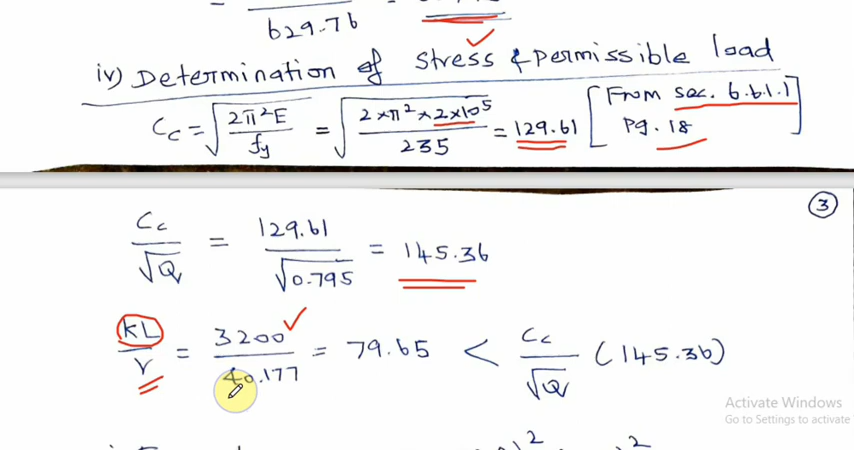 =
629.76
iv) Determination of stress & permissible load
Cc = √(2π²E / fy) = √(2×π²×2×10⁵ / 235) = 129.61 [From sec. 6.6.1.1
Pg. 18]
3
Cc / √Q = 129.61 / √0.795 = 145.36
KL / r = 3200 / 40.177 = 79.65 < Cc / √Q (145.36)
Activate Windows
Go to Settings to activate